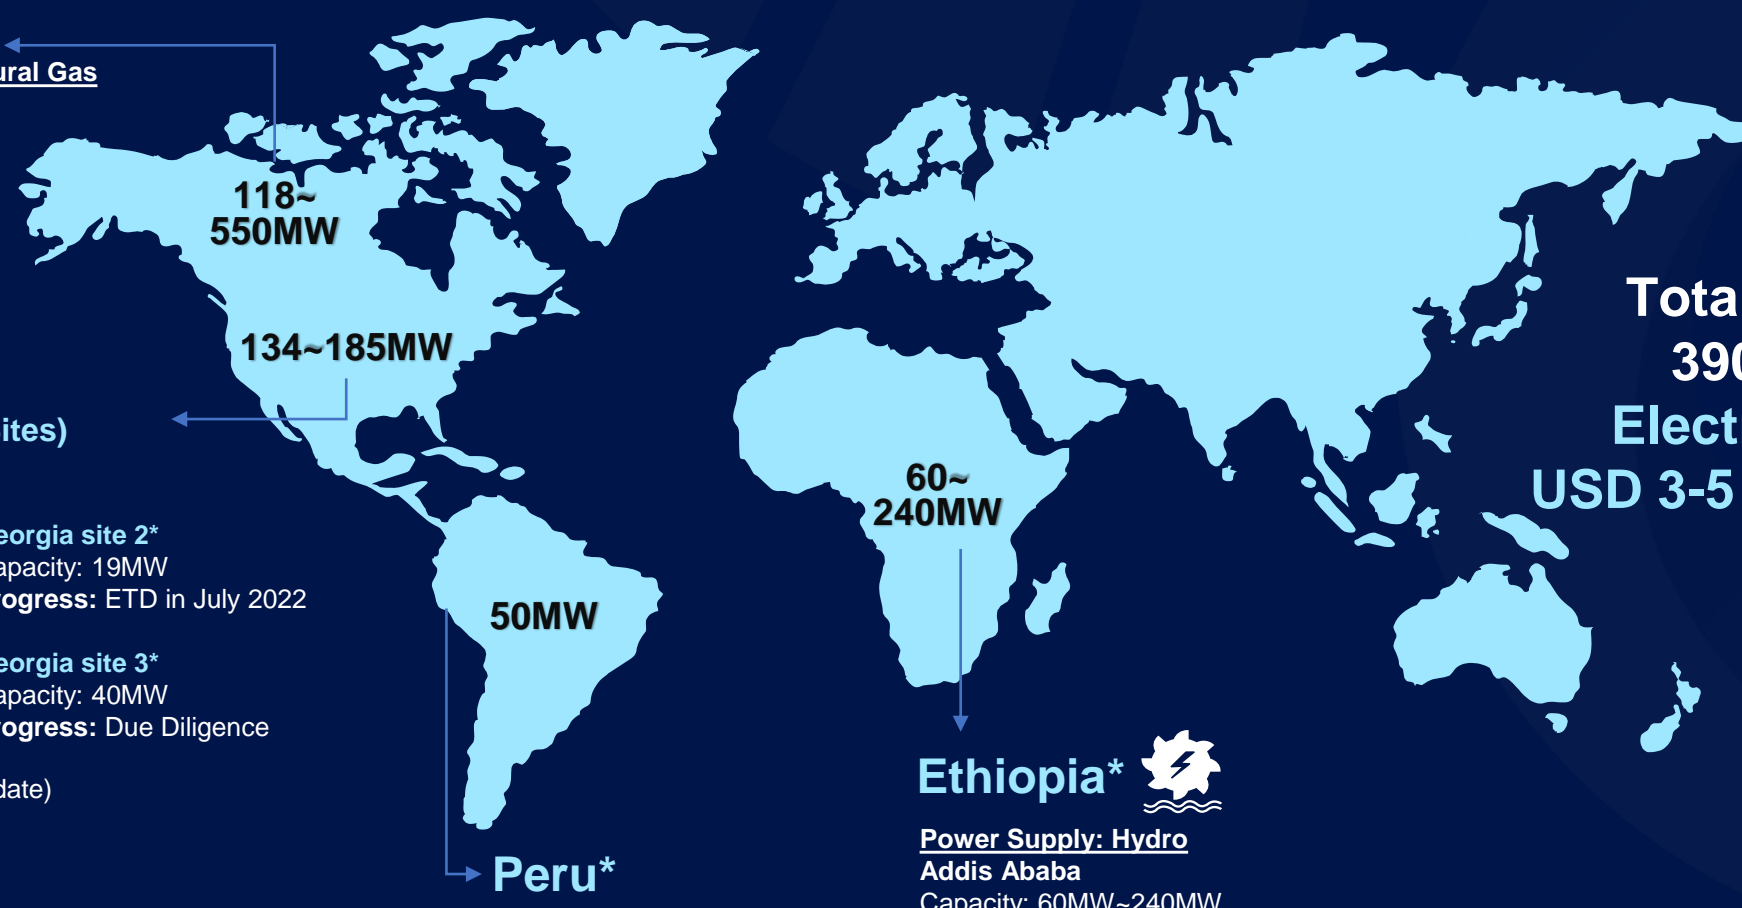 ural Gas
118~
550MW
134~185MW
ites)
eorgia site 2*
apacity: 19MW
ogress: ETD in July 2022
eorgia site 3*
apacity: 40MW
ogress: Due Diligence
date)
50MW
Peru*
60~
240MW
Ethiopia*
Power Supply: Hydro
Addis Ababa
Capacity: 60MW~240MW
Tota
390
Elect
USD 3-5